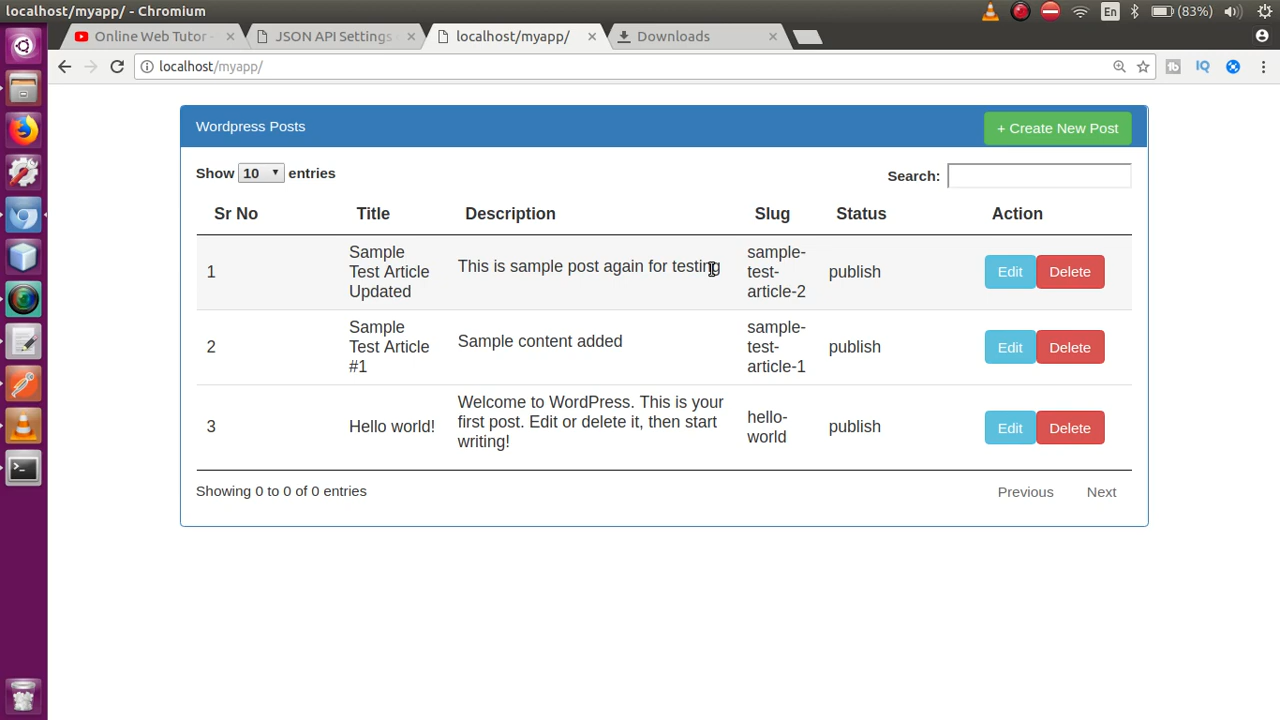 localhost/myapp/ - Chromium
En
(83%)
Online Web Tutor -
JSON API Settings
localhost/myapp/
Downloads
localhost/myapp/
IQ
Wordpress Posts
+ Create New Post
Show 10 entries
Search:
Sr No Title Description Slug Status Action
1
Sample
Test Article
Updated
This is sample post again for testing
sample-
test-
article-2
publish
Edit
Delete
2
Sample
Test Article
#1
Sample content added
sample-
test-
article-1
publish
Edit
Delete
3
Hello world!
Welcome to WordPress. This is your
first post. Edit or delete it, then start
writing!
hello-
world
publish
Edit
Delete
Showing 0 to 0 of 0 entries
Previous
Next